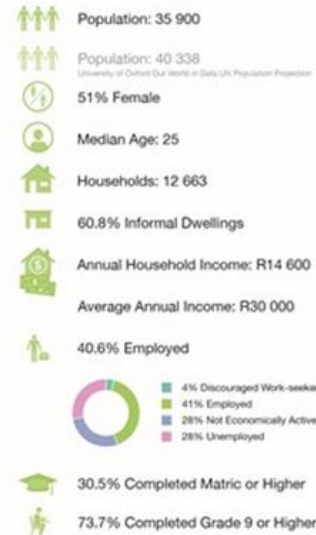 Population: 35 900
Population: 40 338
University of Oxford Our World in Data UN Population Projection
51% Female
Median Age: 25
Households: 12 663
60.8% Informal Dwellings
Annual Household Income: R14 600
Average Annual Income: R30 000
40.6% Employed
4% Discouraged Work-seeker
41% Employed
28% Not Economically Active
28% Unemployed
30.5% Completed Matric or Higher
73.7% Completed Grade 9 or Higher